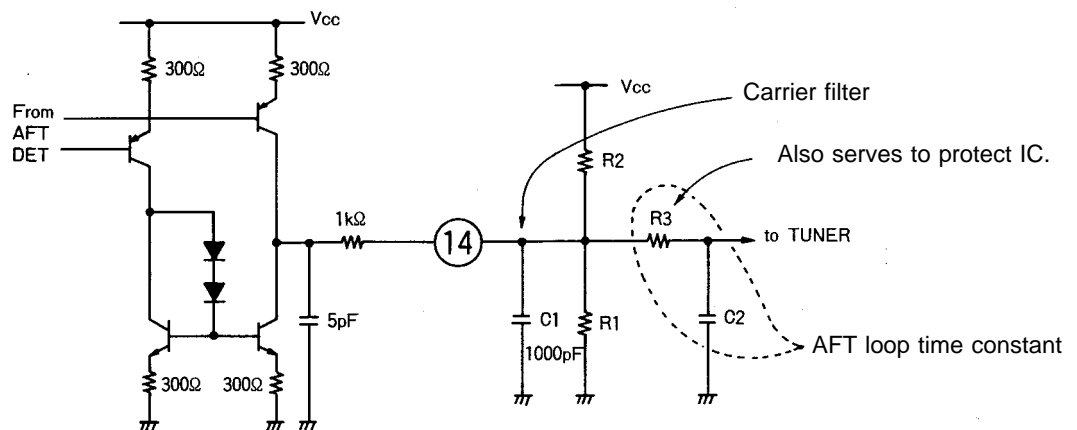 Vcc
300Ω
300Ω
From
AFT
DET
Vcc
Carrier filter
R2
Also serves to protect IC.
1kΩ
14
R3
to TUNER
5pF
C1
1000pF
R1
C2
AFT loop time constant
300Ω
300Ω